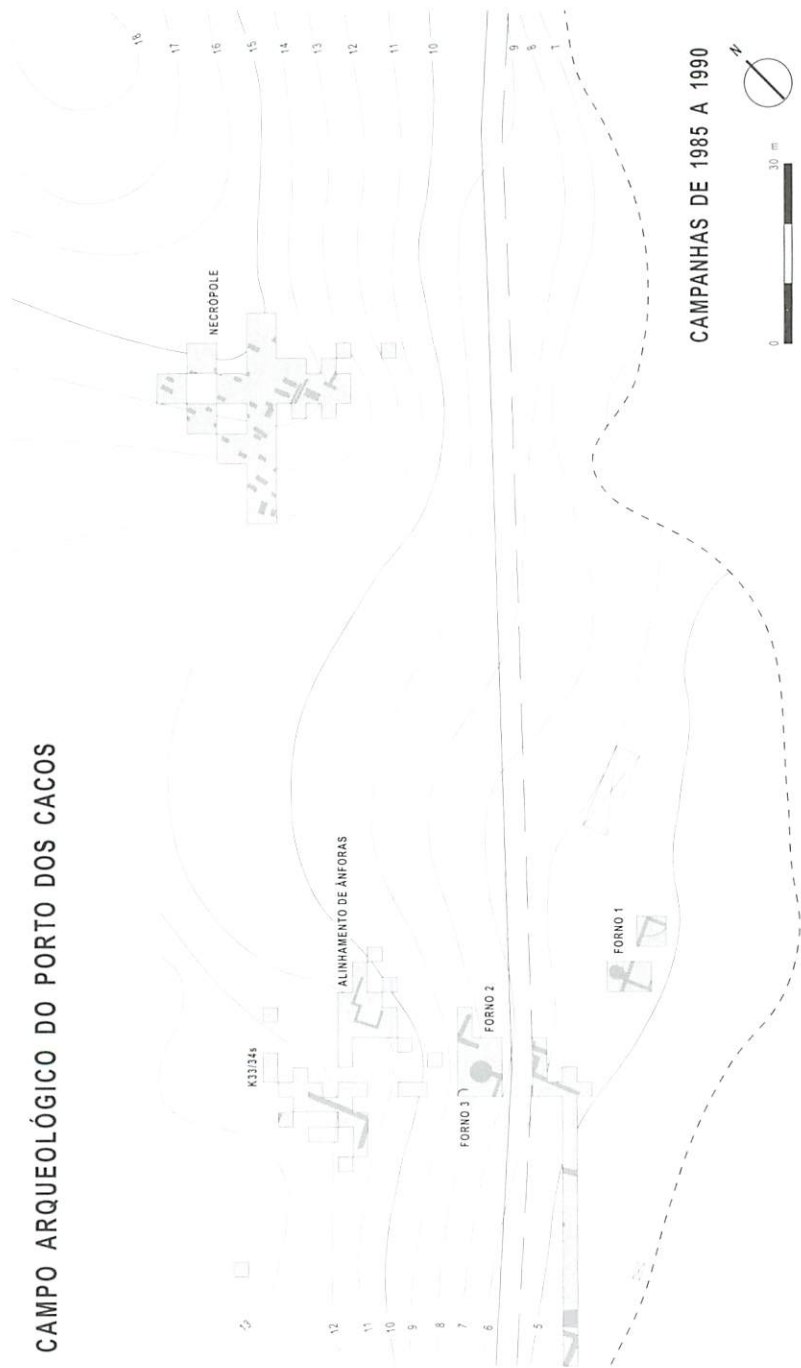 CAMPO ARQUEOLÓGICO DO PORTO DOS CACOS
NECRÓPOLE
18
17
16
15
14
13
12
11
10
9
8
7
K33/34s
ALINHAMENTO DE ÂNFORAS
FORNO 3
FORNO 2
FORNO 1
13
12
11
10
9
8
7
6
5
CAMPANHAS DE 1985 A 1990
N
0
30 m